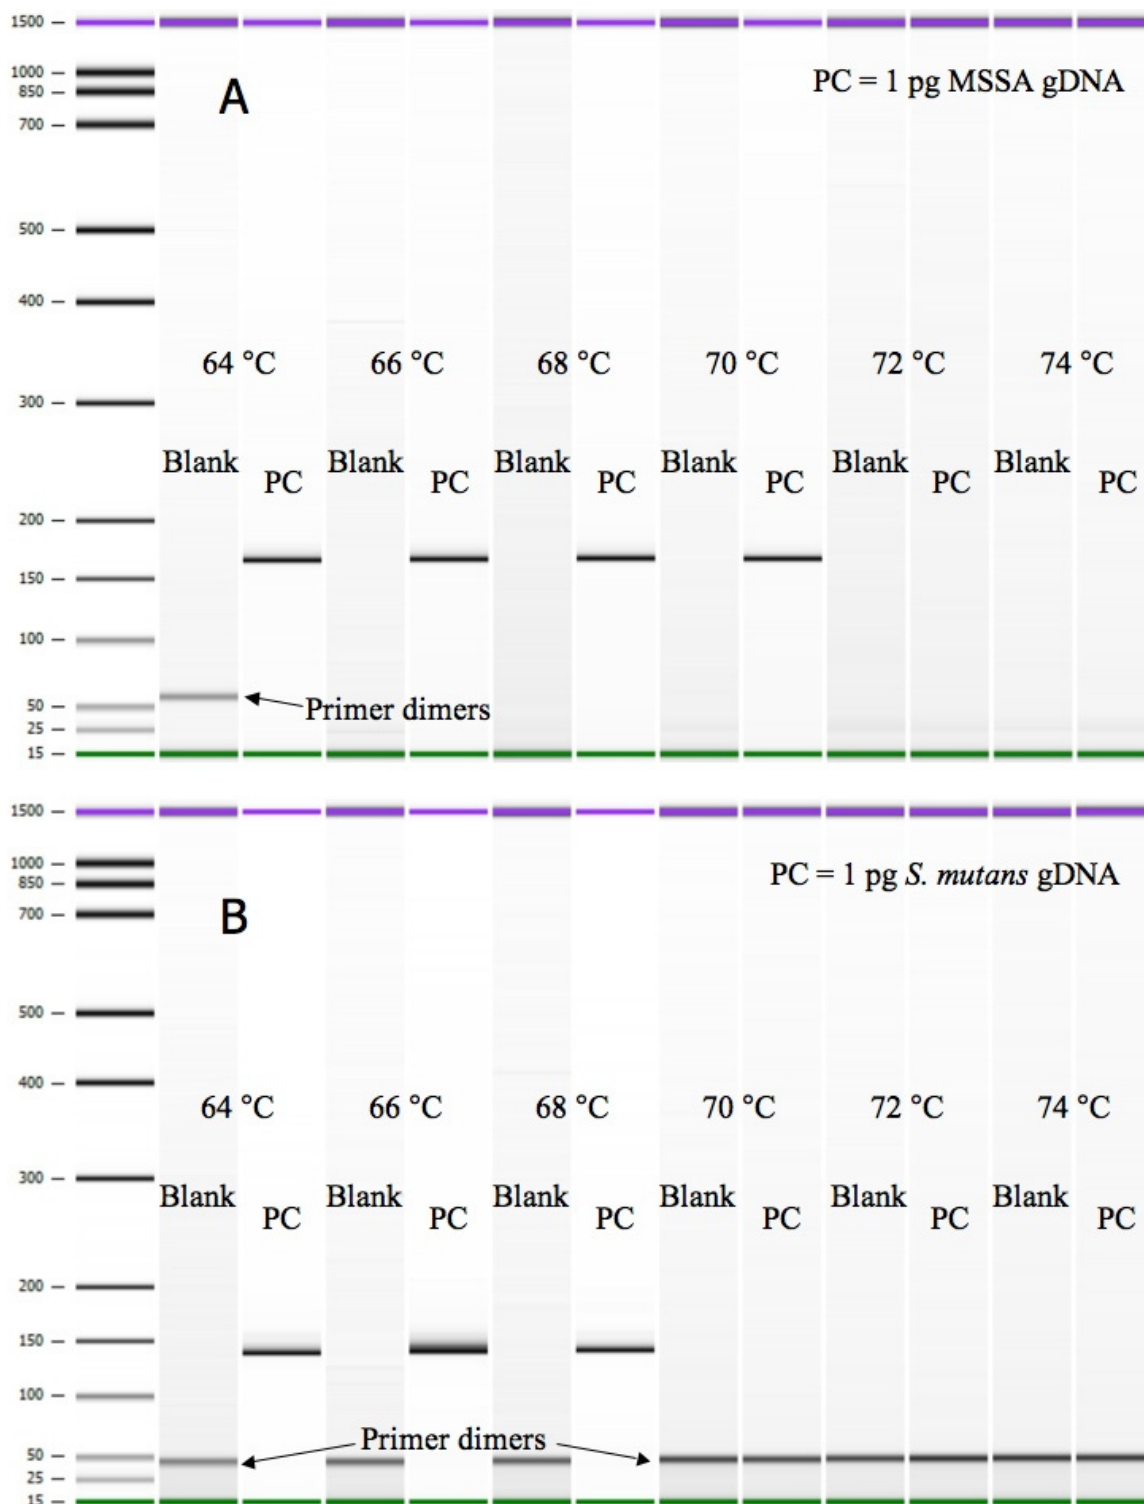 1500
A
PC = 1 pg MSSA gDNA
1000
850
700
500
400
64 °C 66 °C 68 °C 70 °C 72 °C 74 °C
300
Blank Blank Blank Blank Blank Blank
PC PC PC PC PC PC
200
150
100
Primer dimers
50
25
15
1500
1000
PC = 1 pg S. mutans gDNA
850
B
700
500
400
64 °C 66 °C 68 °C 70 °C 72 °C 74 °C
300
Blank Blank Blank Blank Blank Blank
PC PC PC PC PC PC
200
150
100
Primer dimers
50
25
15